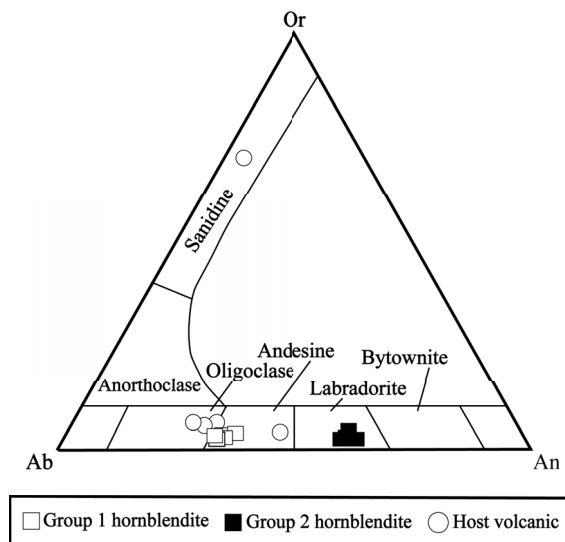 Or
Sanidine
Andesine
Bytownite
Oligoclase
Anorthoclase
Labradorite
Ab
An
Group 1 hornblendite Group 2 hornblendite Host volcanic